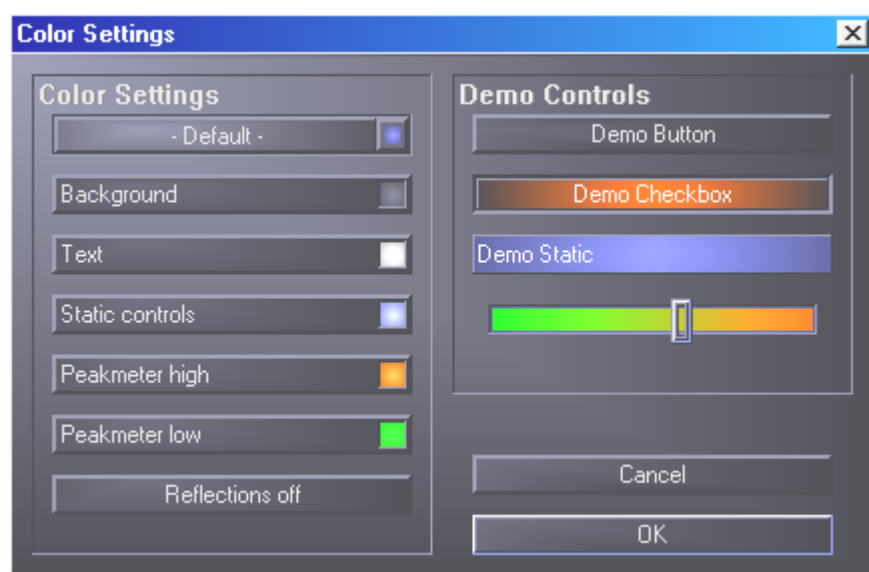 Color Settings
Color Settings
- Default -
Background
Text
Static controls
Peakmeter high
Peakmeter low
Reflections off
Demo Controls
Demo Button
Demo Checkbox
Demo Static
Cancel
OK